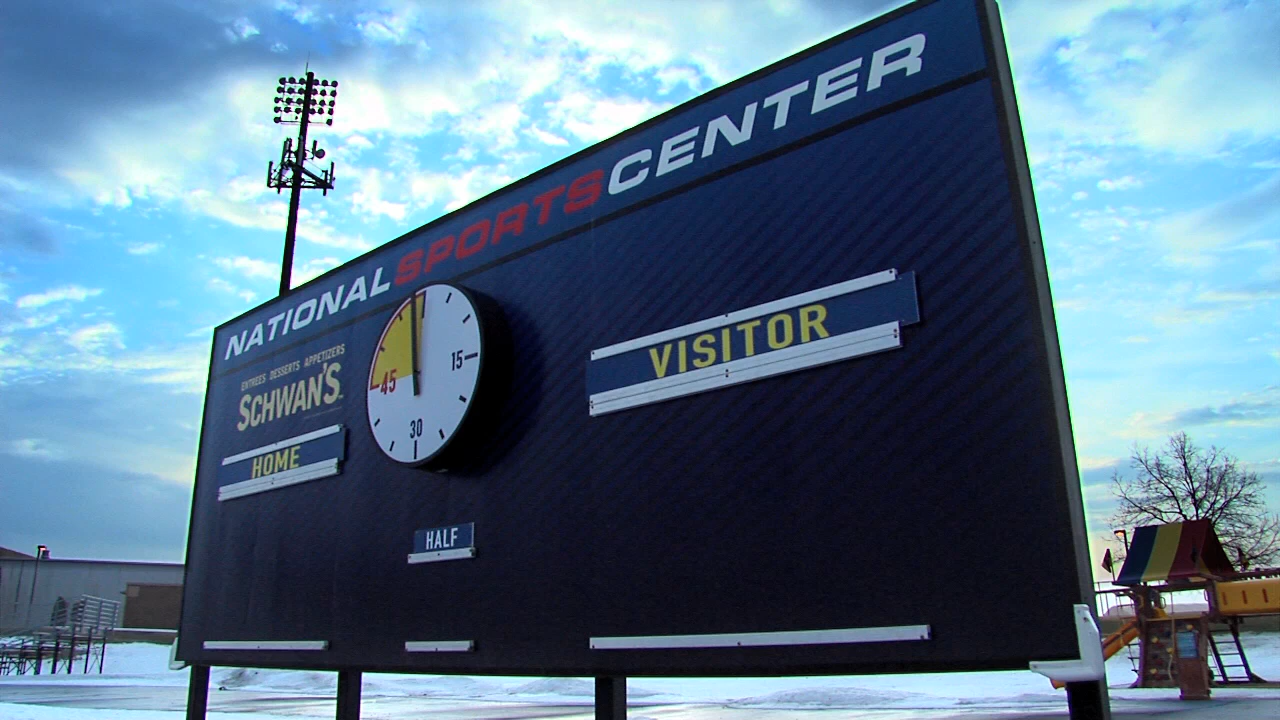 NATIONAL SPORTS CENTER
ENTREES DESSERTS APPETIZERS
SCHWAN'S
HOME
15
30
45
VISITOR
HALF